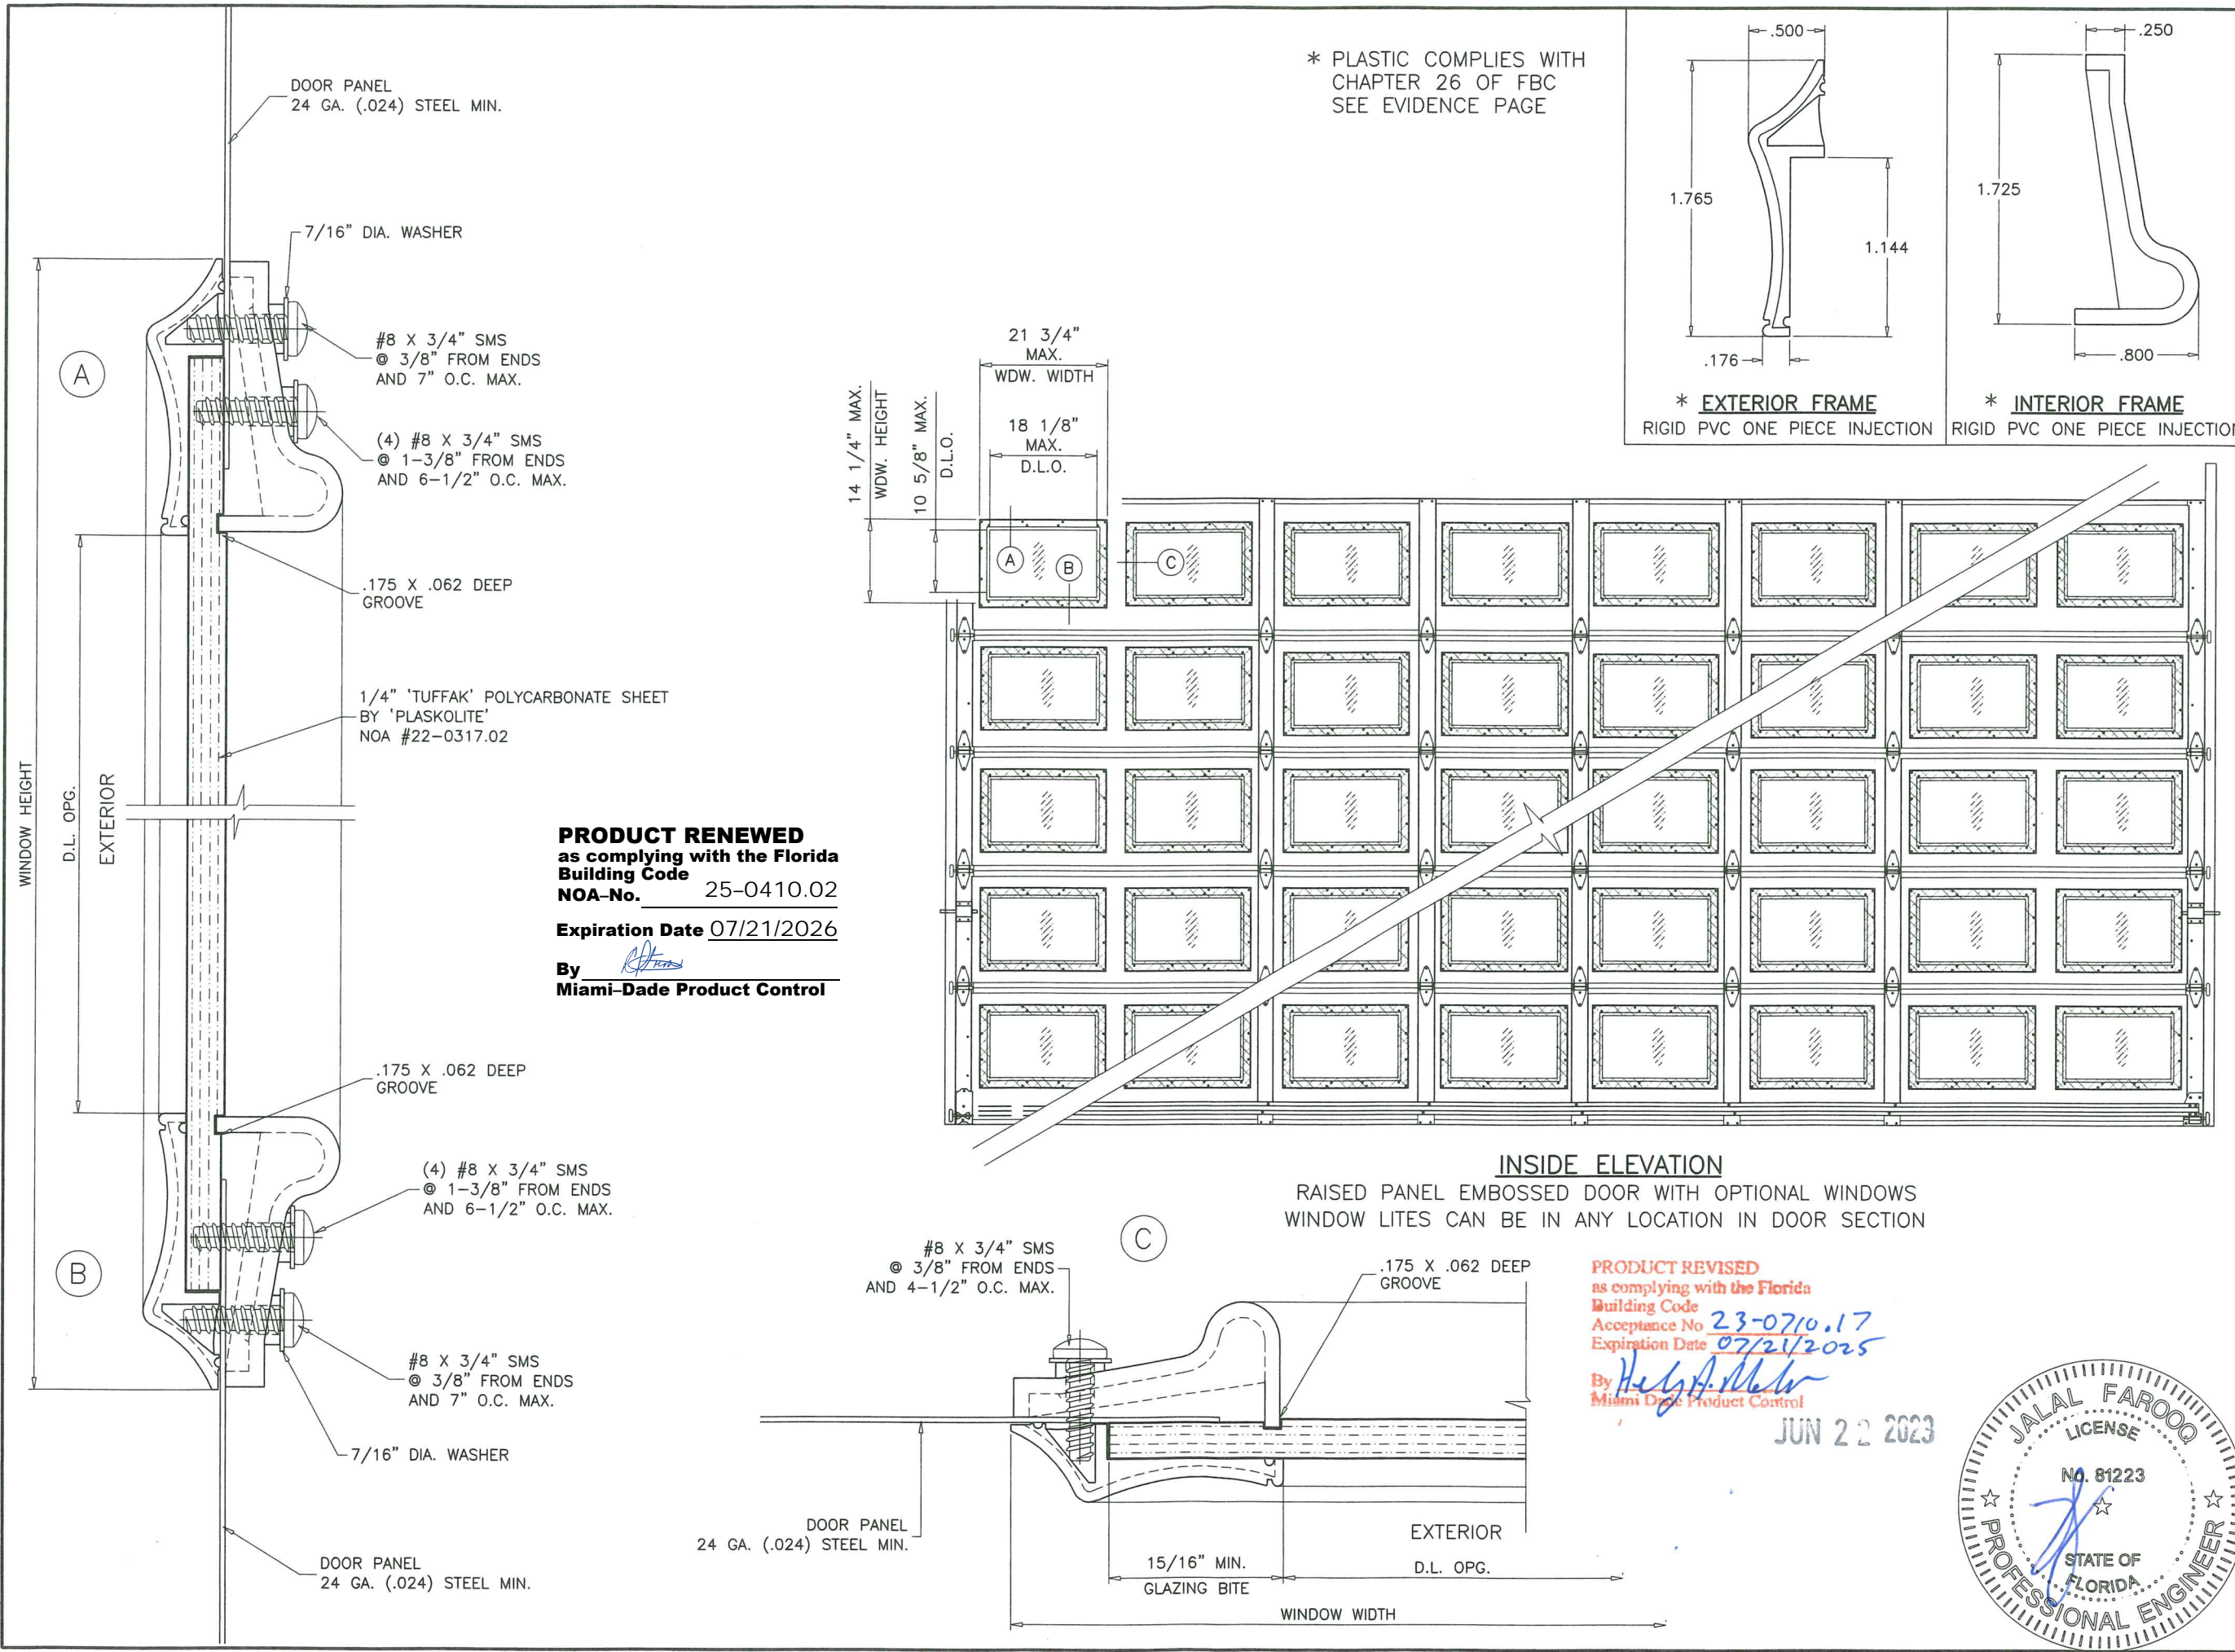 DOOR PANEL
24 GA. (.024) STEEL MIN.
7/16" DIA. WASHER
#8 X 3/4" SMS
@ 3/8" FROM ENDS
AND 7" O.C. MAX.
A
(4) #8 X 3/4" SMS
@ 1-3/8" FROM ENDS
AND 6-1/2" O.C. MAX.
.175 X .062 DEEP
GROOVE
1/4" 'TUFFAK' POLYCARBONATE SHEET
BY 'PLASKOLITE'
NOA #22-0317.02
WINDOW HEIGHT
D.L. OPG.
EXTERIOR
PRODUCT RENEWED
as complying with the Florida
Building Code
NOA-No. 25-0410.02
Expiration Date 07/21/2026
By
Miami-Dade Product Control
.175 X .062 DEEP
GROOVE
(4) #8 X 3/4" SMS
@ 1-3/8" FROM ENDS
AND 6-1/2" O.C. MAX.
B
#8 X 3/4" SMS
@ 3/8" FROM ENDS
AND 7" O.C. MAX.
7/16" DIA. WASHER
DOOR PANEL
24 GA. (.024) STEEL MIN.
* PLASTIC COMPLIES WITH
CHAPTER 26 OF FBC
SEE EVIDENCE PAGE
.500
1.765
1.144
.176
* EXTERIOR FRAME
RIGID PVC ONE PIECE INJECTION
.250
1.725
.800
* INTERIOR FRAME
RIGID PVC ONE PIECE INJECTION
21 3/4"
MAX.
WDW. WIDTH
18 1/8"
MAX.
D.L.O.
14 1/4" MAX.
WDW. HEIGHT
10 5/8" MAX.
D.L.O.
A
B
C
INSIDE ELEVATION
RAISED PANEL EMBOSSED DOOR WITH OPTIONAL WINDOWS
WINDOW LITES CAN BE IN ANY LOCATION IN DOOR SECTION
C
#8 X 3/4" SMS
@ 3/8" FROM ENDS
AND 4-1/2" O.C. MAX.
.175 X .062 DEEP
GROOVE
DOOR PANEL
24 GA. (.024) STEEL MIN.
EXTERIOR
15/16" MIN.
GLAZING BITE
D.L. OPG.
WINDOW WIDTH
PRODUCT REVISED
as complying with the Florida
Building Code
Acceptance No 23-0710.17
Expiration Date 07/21/2025
By
Miami Dade Product Control
JUN 22 2023
JALAL FAROOQ
LICENSE
No. 81223
STATE OF
FLORIDA
PROFESSIONAL ENGINEER